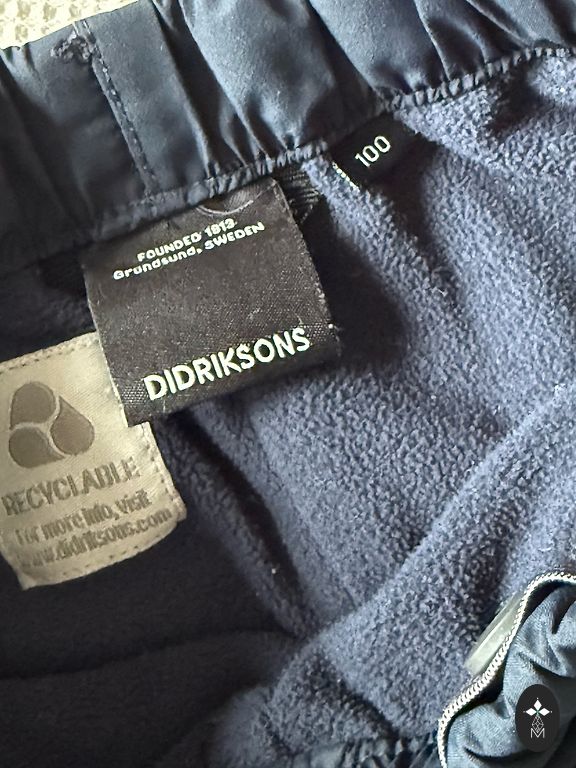 100
FOUNDED 1913
Grundsund, SWEDEN
DIDRIKSONS
RECYCLABLE
For more info, visit
www.didriksons.com
M